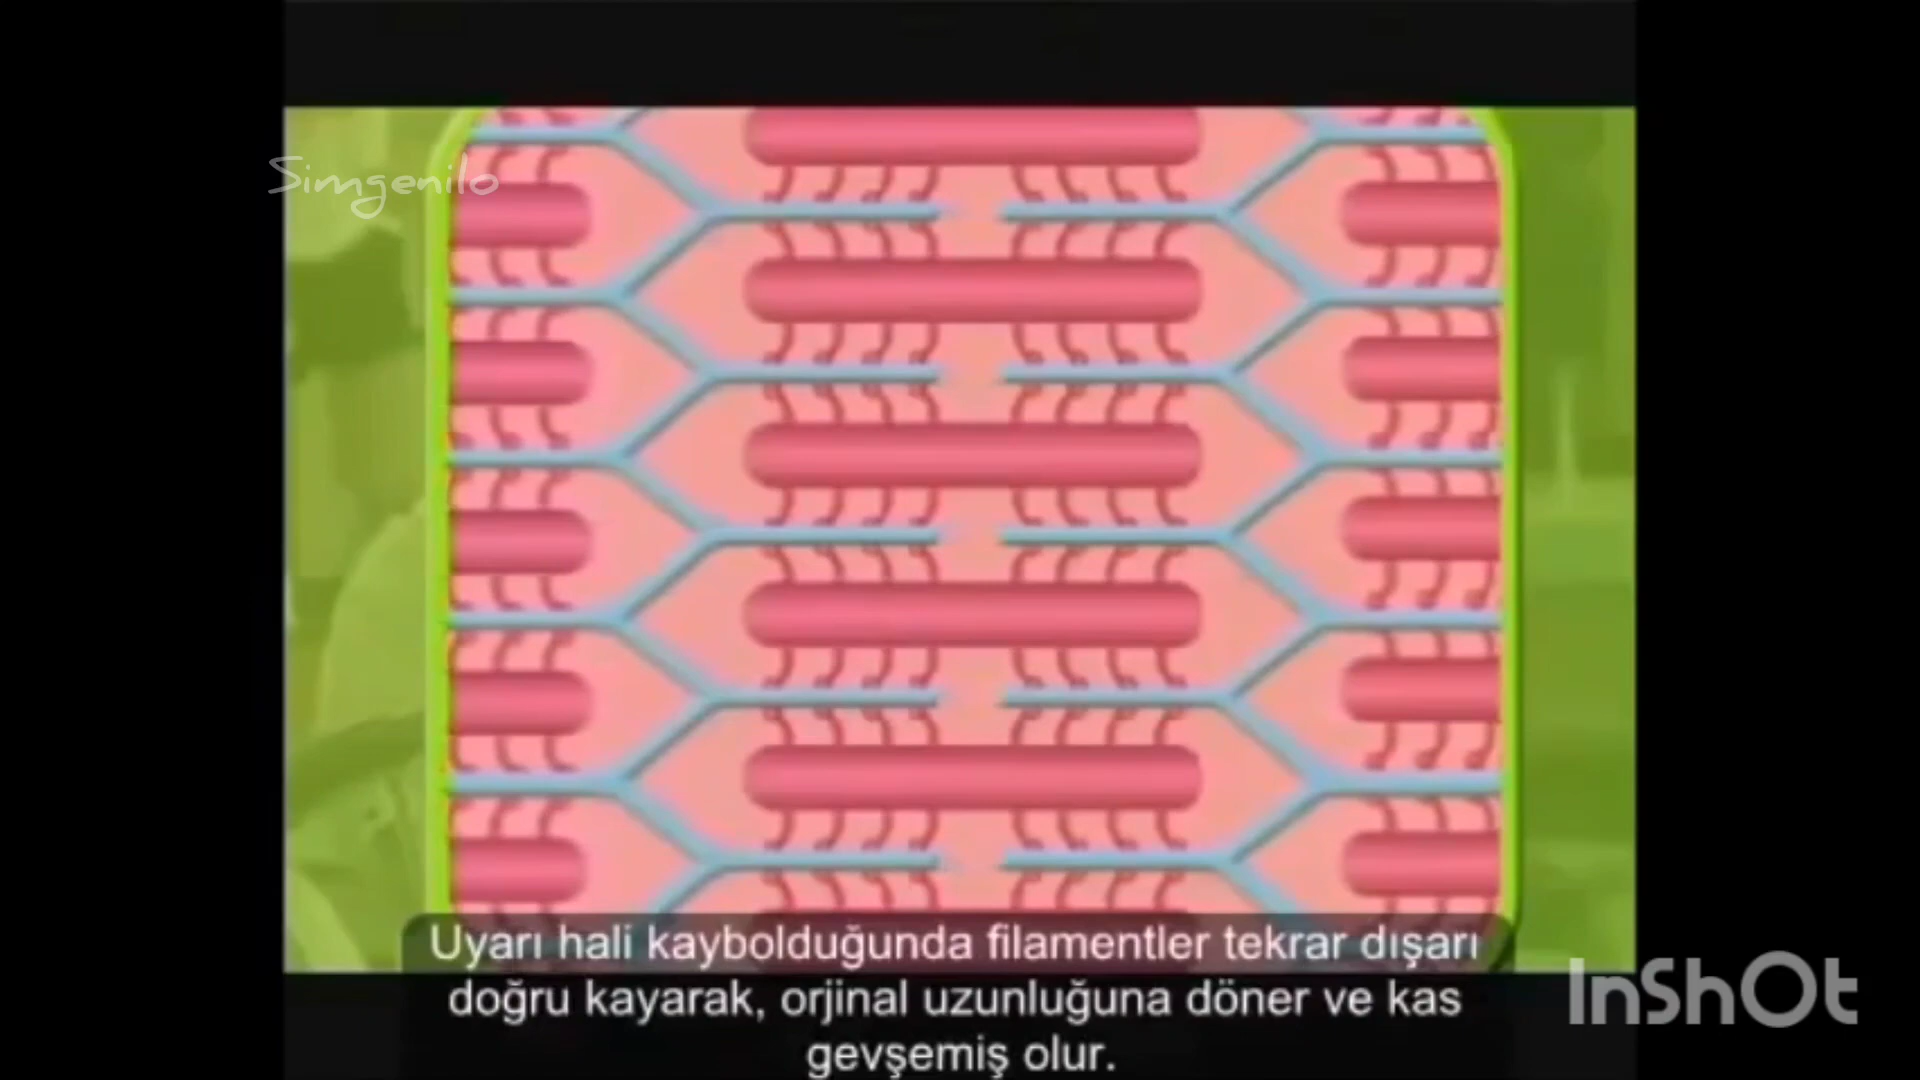 Simgenilo
Uyarı hali kaybolduğunda filamentler tekrar dışarı
doğru kayarak, orjinal uzunluğuna döner ve kas
gevşemiş olur.
InShOt